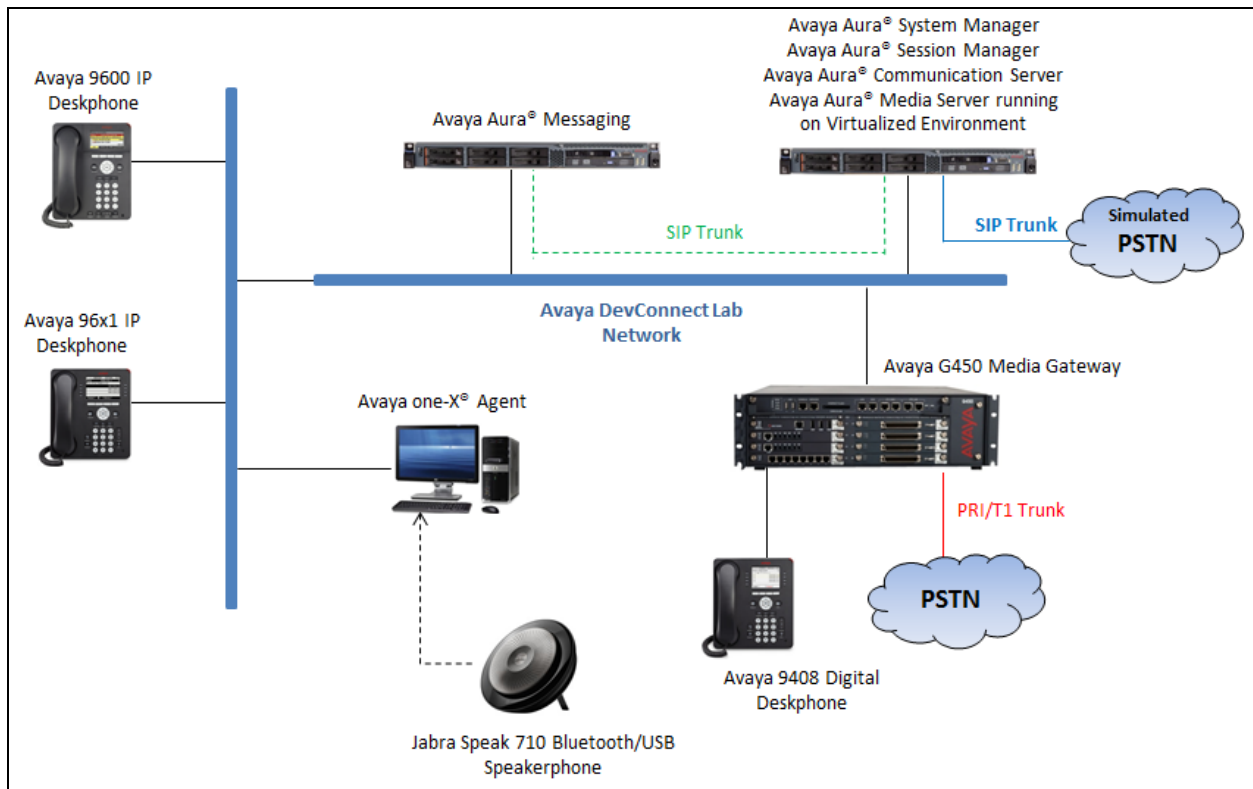 Avaya Aura® System Manager
Avaya Aura® Session Manager
Avaya Aura® Communication Server
Avaya Aura® Media Server running
on Virtualized Environment
Avaya 9600 IP
Deskphone
Avaya Aura® Messaging
SIP Trunk
SIP Trunk
Simulated
PSTN
Avaya DevConnect Lab
Network
Avaya 96x1 IP
Deskphone
Avaya one-X® Agent
Avaya G450 Media Gateway
AVAYA
PRI/T1 Trunk
PSTN
Avaya 9408 Digital
Deskphone
Jabra Speak 710 Bluetooth/USB
Speakerphone